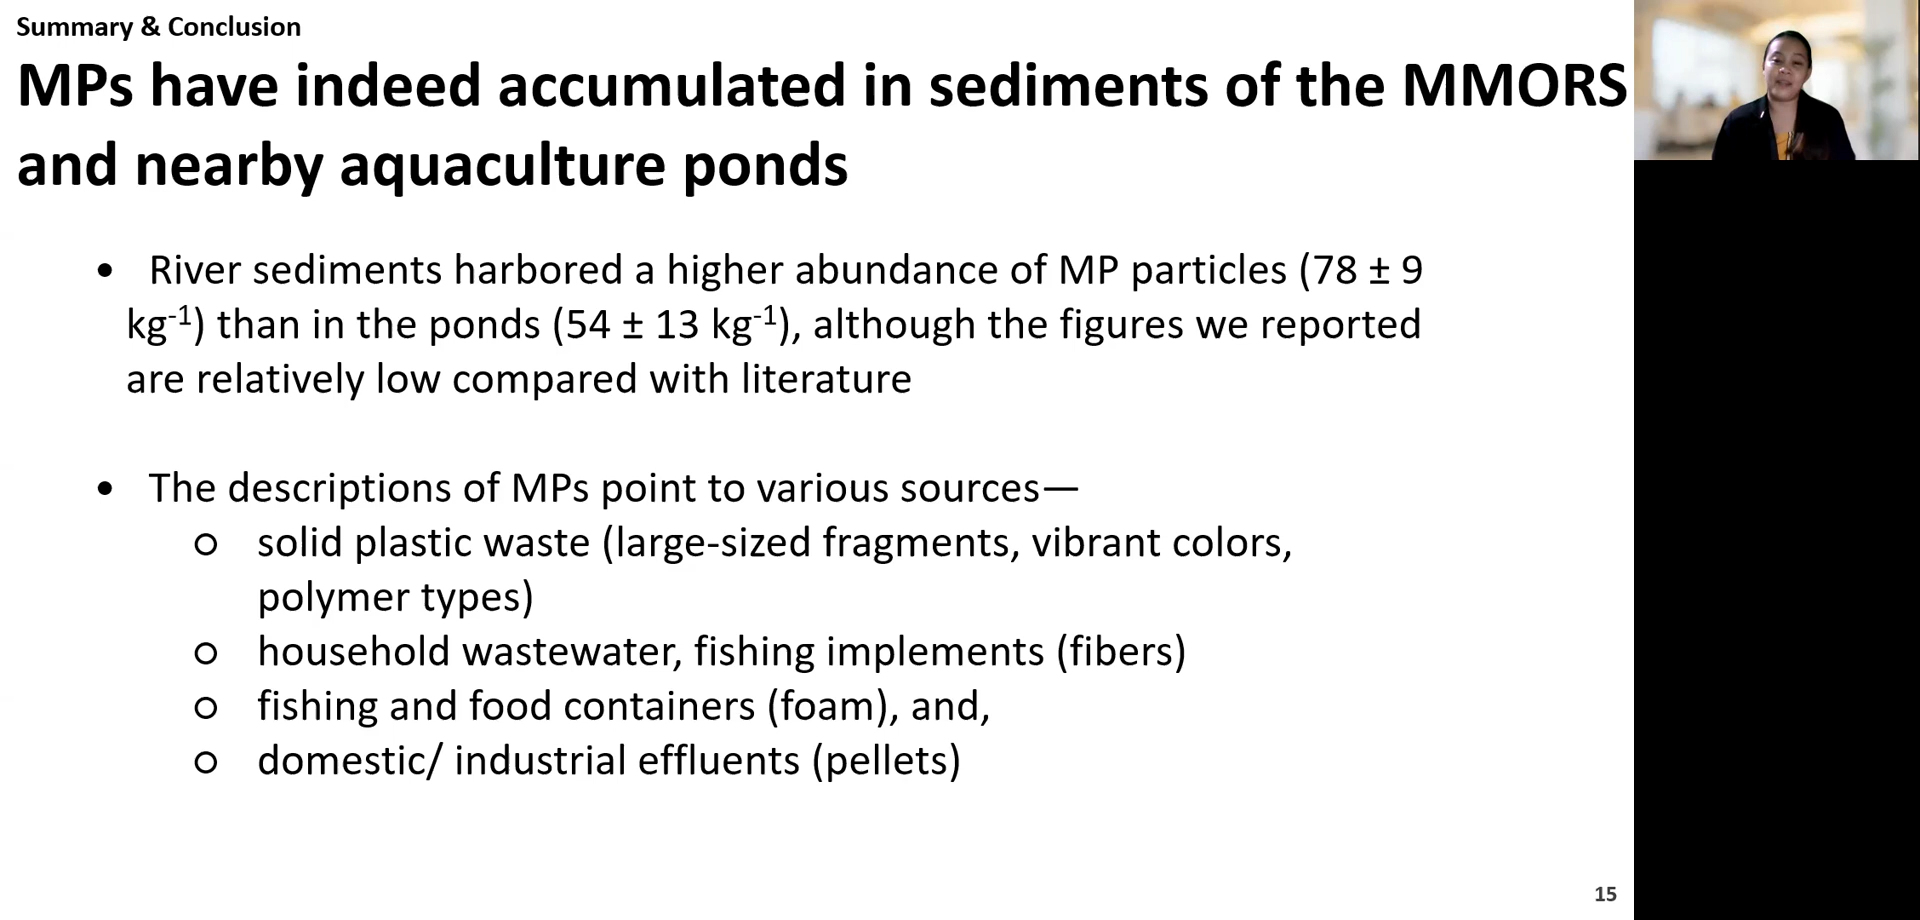 Summary & Conclusion
MPs have indeed accumulated in sediments of the MMORS
and nearby aquaculture ponds
• River sediments harbored a higher abundance of MP particles (78 ± 9
kg⁻¹) than in the ponds (54 ± 13 kg⁻¹), although the figures we reported
are relatively low compared with literature
• The descriptions of MPs point to various sources—
○ solid plastic waste (large-sized fragments, vibrant colors,
polymer types)
○ household wastewater, fishing implements (fibers)
○ fishing and food containers (foam), and,
○ domestic/ industrial effluents (pellets)
15